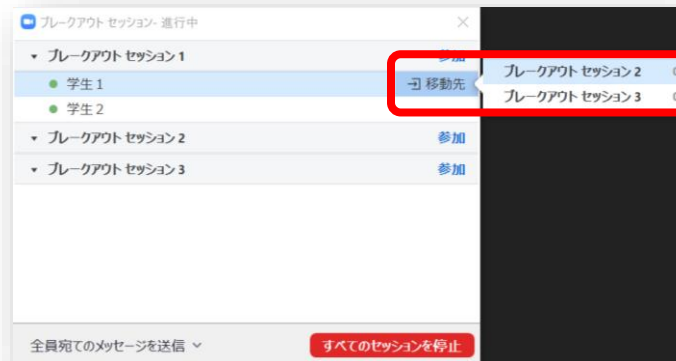 ブレークアウト セッション - 進行中
ブレークアウト セッション 1 参加
学生 1 移動先
学生 2
ブレークアウト セッション 2
ブレークアウト セッション 3
ブレークアウト セッション 2 参加
ブレークアウト セッション 3 参加
全員宛てのメッセージを送信
すべてのセッションを停止